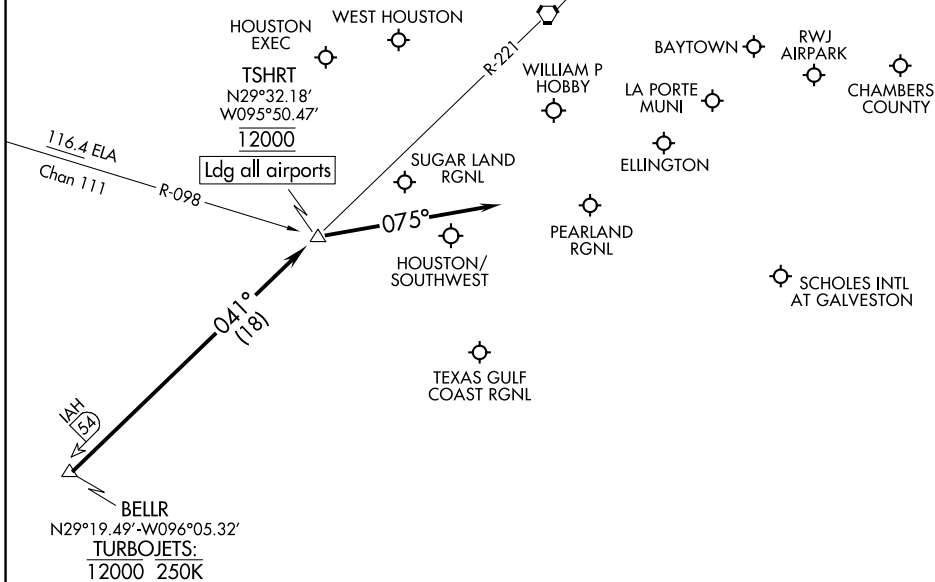 WEST HOUSTON
HOUSTON
EXEC
R-221
BAYTOWN
RWJ
AIRPARK
TSHRT
N29°32.18'
W095°50.47'
12000
Ldg all airports
WILLIAM P
HOBBY
LA PORTE
MUNI
CHAMBERS
COUNTY
116.4 ELA
Chan 111
R-098
SUGAR LAND
RGNL
ELLINGTON
075°
HOUSTON/
SOUTHWEST
PEARLAND
RGNL
SCHOLES INTL
AT GALVESTON
041°
(18)
TEXAS GULF
COAST RGNL
IAH
54
BELLR
N29°19.49'-W096°05.32'
TURBOJETS:
12000 250K